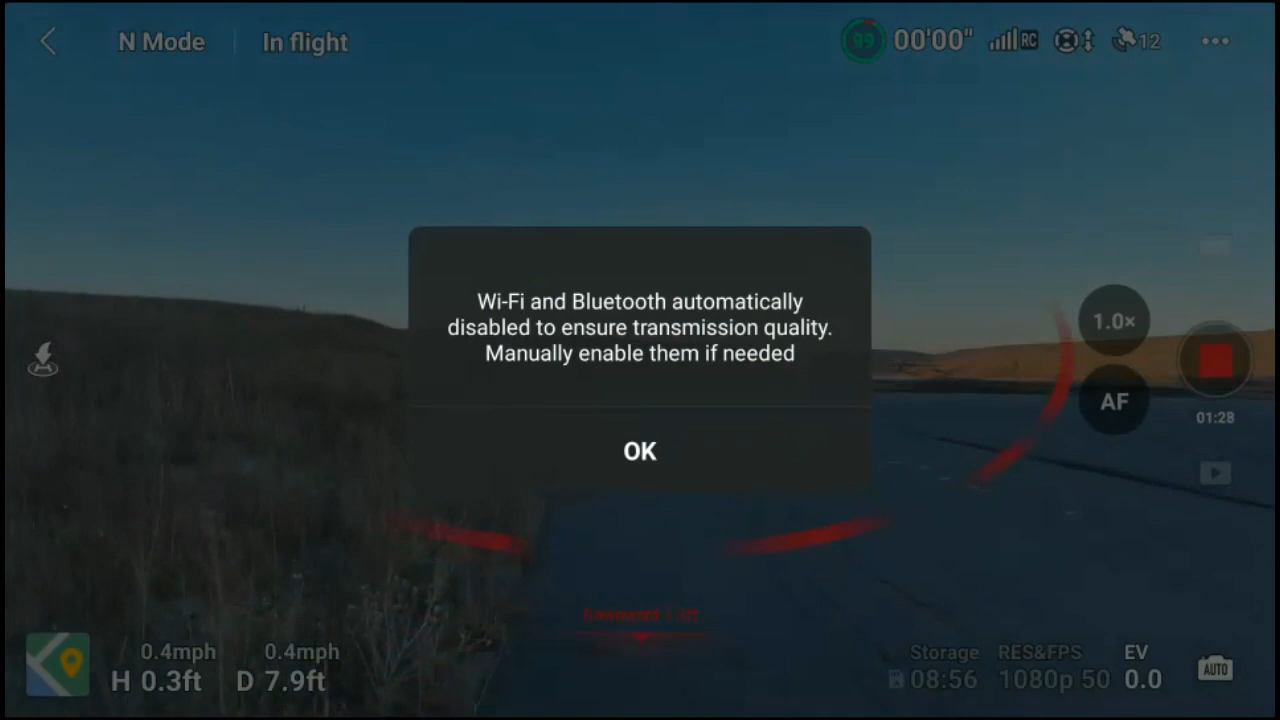 N Mode
In flight
99
00'00"
RC
12
Wi-Fi and Bluetooth automatically
disabled to ensure transmission quality.
Manually enable them if needed
OK
1.0×
AF
01:28
0.4mph
0.4mph
H 0.3ft
D 7.9ft
Storage
RES&FPS
EV
08:56
1080p 50
0.0
AUTO